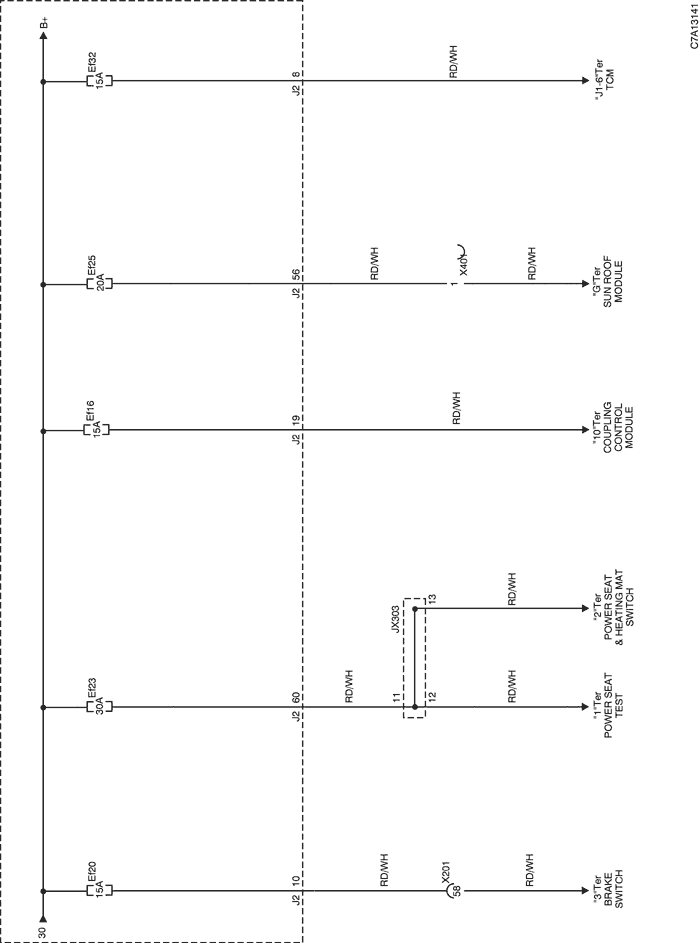 30
B+
Ef20
15A
J2 10
RD/WH
X201
58
RD/WH
"3"Ter
BRAKE
SWITCH
Ef23
30A
J2 60
RD/WH
JX303
11
12
13
RD/WH
"1"Ter
POWER SEAT
TEST
RD/WH
"2"Ter
POWER SEAT
& HEATING MAT
SWITCH
Ef16
15A
J2 19
RD/WH
"10"Ter
COUPLING
CONTROL
MODULE
Ef25
20A
J2 56
RD/WH
1
X401
RD/WH
"G"Ter
SUN ROOF
MODULE
Ef32
15A
J2 8
RD/WH
"J1-6"Ter
TCM
C7A13141